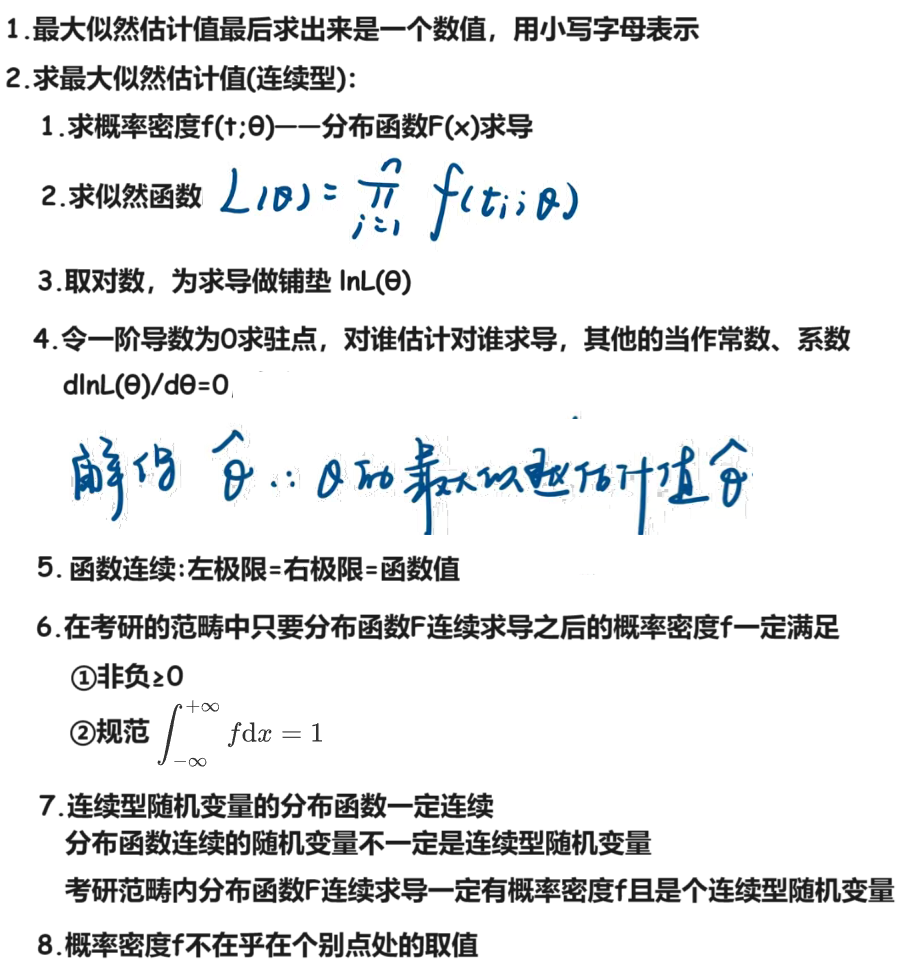 1.最大似然估计值最后求出来是一个数值，用小写字母表示
2.求最大似然估计值(连续型)：
1.求概率密度f(t;θ)——分布函数F(x)求导
2.求似然函数 L(θ)=∏_{i=1}^{n} f(t_i;θ)
3.取对数，为求导做铺垫 lnL(θ)
4.令一阶导数为0求驻点，对谁估计对谁求导，其他的当作常数、系数
dlnL(θ)/dθ=0
解得 θ̂ ∴θ的最大似然估计值θ̂
5.函数连续:左极限=右极限=函数值
6.在考研的范畴中只要分布函数F连续求导之后的概率密度f一定满足
①非负≥0
②规范 ∫_{-∞}^{+∞} fdx = 1
7.连续型随机变量的分布函数一定连续
分布函数连续的随机变量不一定是连续型随机变量
考研范畴内分布函数F连续求导一定有概率密度f且是个连续型随机变量
8.概率密度f不在乎在个别点处的取值